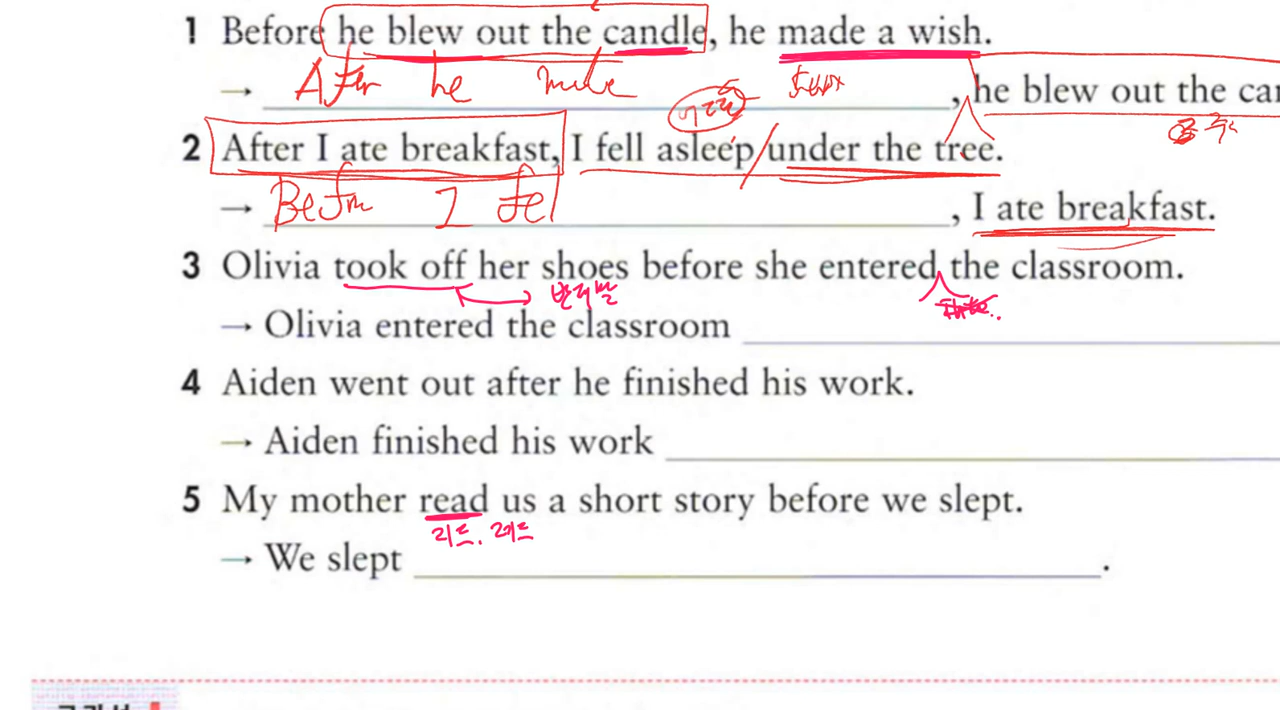 1 Before he blew out the candle, he made a wish.
After he made
→ , he blew out the
2 After I ate breakfast, I fell asleep/under the tree.
I fel
→ , I ate breakfast.
3 Olivia took off her shoes before she entered the classroom.
→ Olivia entered the classroom
4 Aiden went out after he finished his work.
→ Aiden finished his work
5 My mother read us a short story before we slept.
리드. 레드
→ We slept .